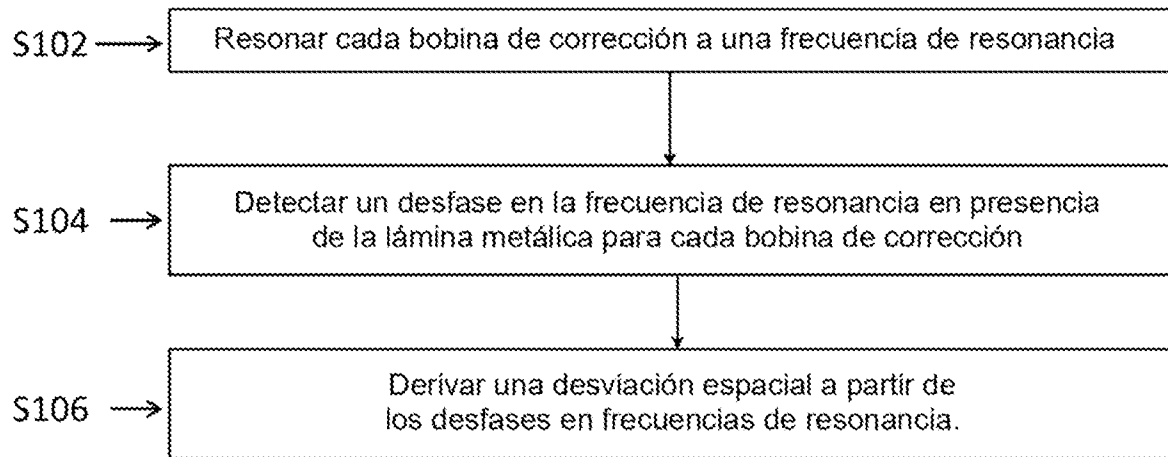 S102
Resonar cada bobina de corrección a una frecuencia de resonancia
S104
Detectar un desfase en la frecuencia de resonancia en presencia
de la lámina metálica para cada bobina de corrección
S106
Derivar una desviación espacial a partir de
los desfases en frecuencias de resonancia.